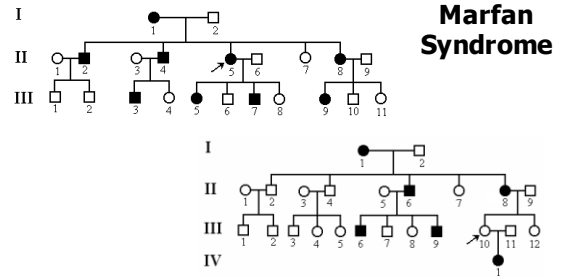 Marfan
Syndrome
I
1 2
II
1 2 3 4 5 6 7 8 9
III
1 2 3 4 5 6 7 8 9 10 11
I
1 2
II
1 2 3 4 5 6 7 8 9
III
1 2 3 4 5 6 7 8 9 10 11 12
IV
1